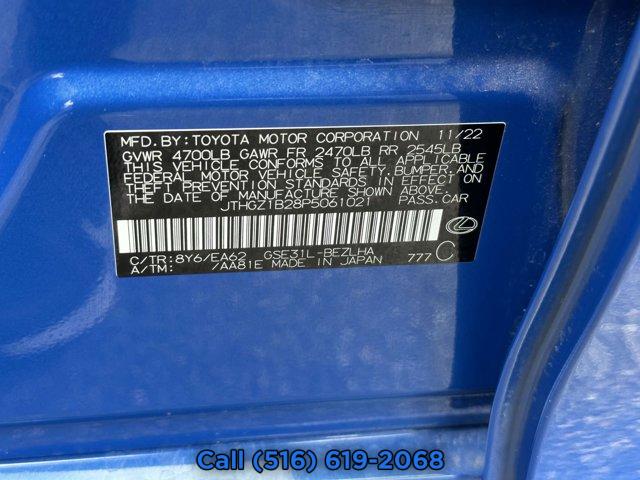 MFD. BY: TOYOTA MOTOR CORPORATION 11/22
GVWR 4700LB GAWR FR 2470LB RR 2545LB
THIS VEHICLE CONFORMS TO ALL APPLICABLE
FEDERAL MOTOR VEHICLE SAFETY, BUMPER, AND
THEFT PREVENTION STANDARDS IN EFFECT ON
THE DATE OF MANUFACTURE SHOWN ABOVE.
JTHGZ1B28P5061021 PASS.CAR
C/TR: 8Y6/EA62 GSE31L-BEZLHA
A/TM: /AA81E MADE IN JAPAN 777 C
Call (516) 619-2068